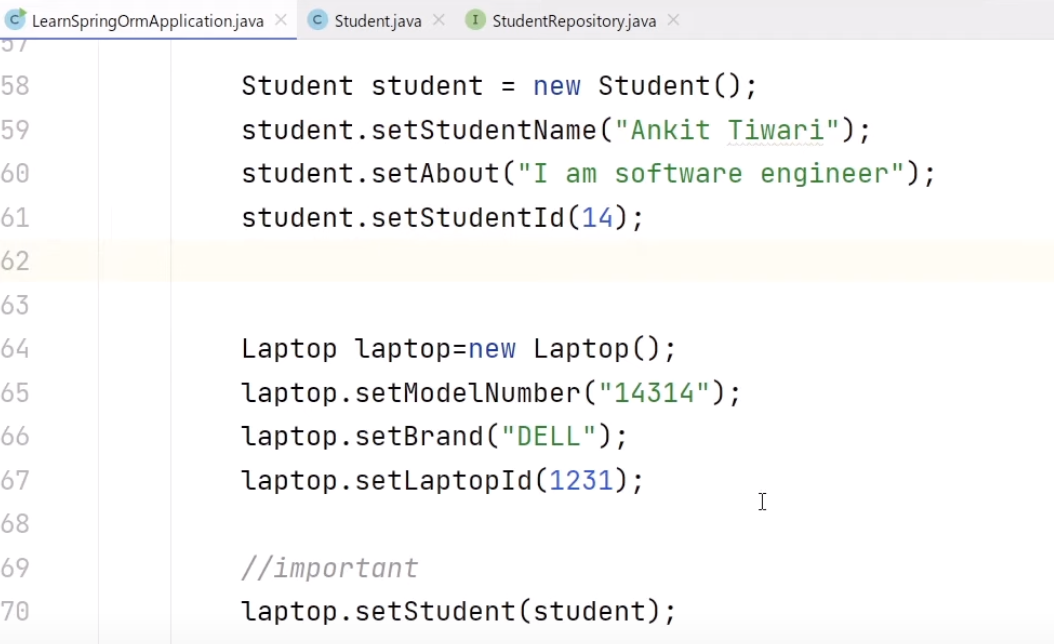 LearnSpringOrmApplication.java Student.java StudentRepository.java
57
58 Student student = new Student();
59 student.setStudentName("Ankit Tiwari");
60 student.setAbout("I am software engineer");
61 student.setStudentId(14);
62
63
64 Laptop laptop=new Laptop();
65 laptop.setModelNumber("14314");
66 laptop.setBrand("DELL");
67 laptop.setLaptopId(1231);
68
69 //important
70 laptop.setStudent(student);